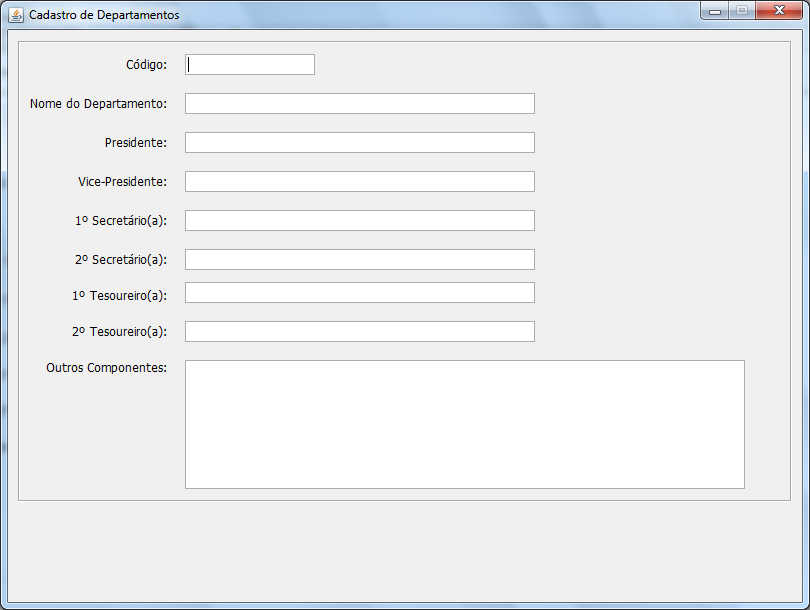 Cadastro de Departamentos
Código:
Nome do Departamento:
Presidente:
Vice-Presidente:
1º Secretário(a):
2º Secretário(a):
1º Tesoureiro(a):
2º Tesoureiro(a):
Outros Componentes: